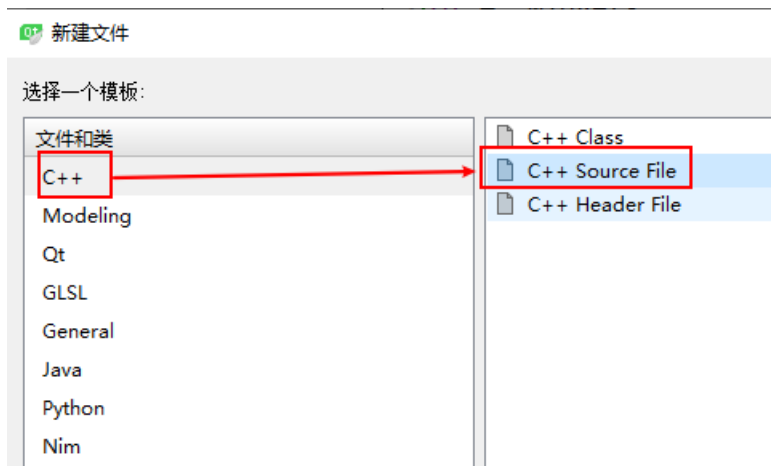 新建文件
选择一个模板:
文件和类
C++
Modeling
Qt
GLSL
General
Java
Python
Nim
C++ Class
C++ Source File
C++ Header File